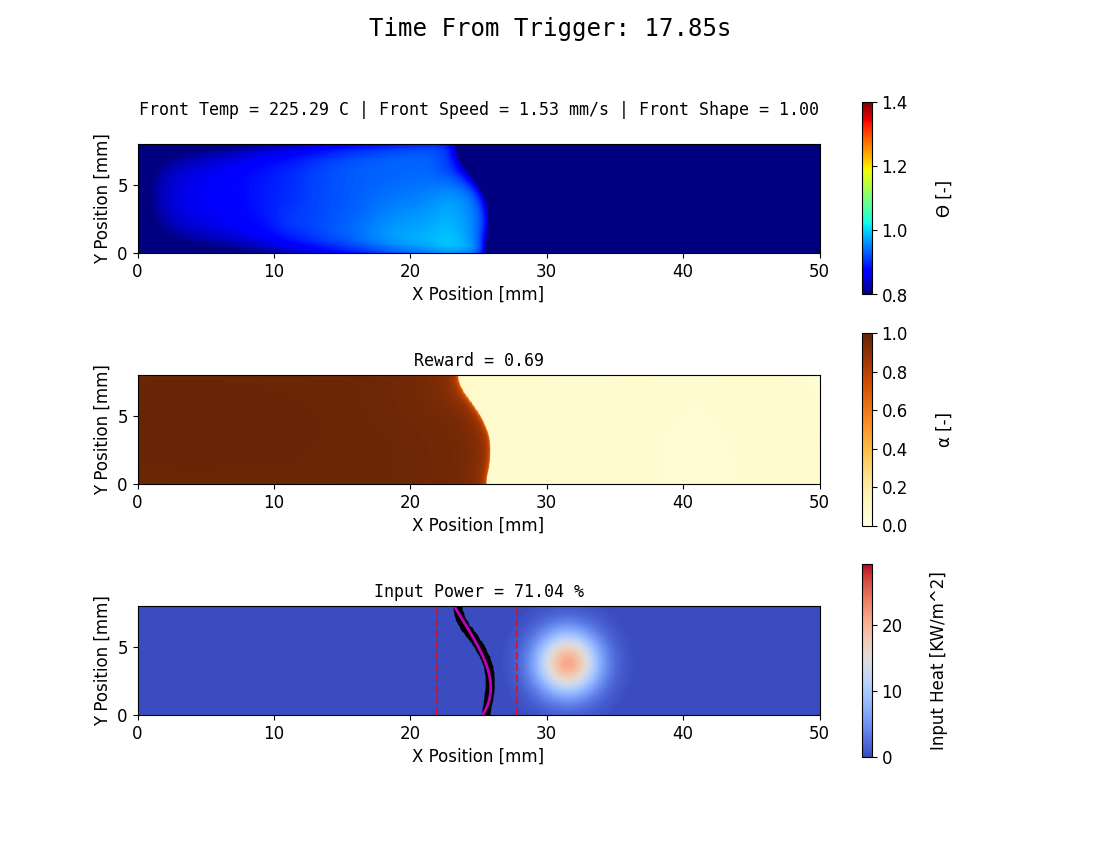 Time From Trigger: 17.85s
Front Temp = 225.29 C | Front Speed = 1.53 mm/s | Front Shape = 1.00
Y Position [mm]
5
0
0 10 20 30 40 50
X Position [mm]
1.4
1.2
1.0
0.8
Θ [-]
Reward = 0.69
Y Position [mm]
5
0
0 10 20 30 40 50
X Position [mm]
1.0
0.8
0.6
0.4
0.2
0.0
α [-]
Input Power = 71.04 %
Y Position [mm]
5
0
0 10 20 30 40 50
X Position [mm]
20
10
0
Input Heat [KW/m^2]